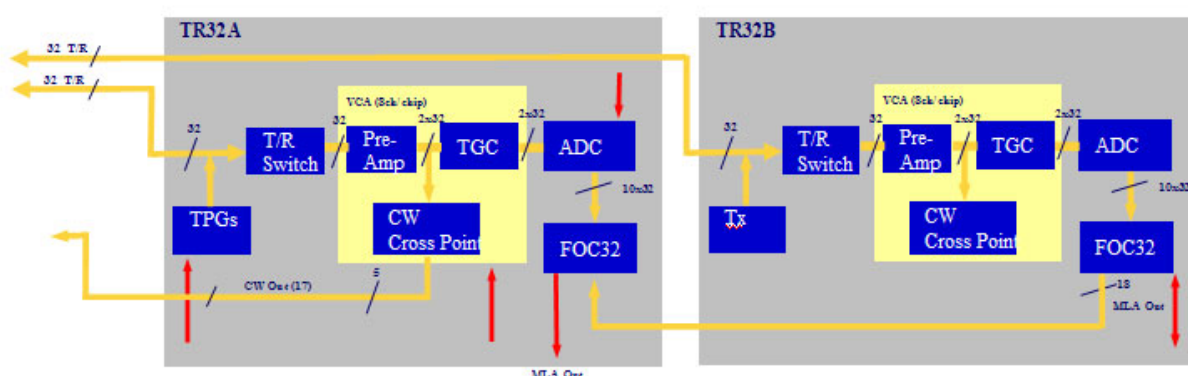 TR32A
TR32B
32 T/R
32 T/R
VCA (8ch/chip)
32
T/R
Switch
32
Pre-
Amp
2x32
TGC
2x32
ADC
10x32
TPGs
CW
Cross Point
FOC32
5
CW Out (17)
MLA Out
VCA (8ch/chip)
32
T/R
Switch
32
Pre-
Amp
2x32
TGC
2x32
ADC
10x32
Tx
CW
Cross Point
FOC32
18
MLA Out